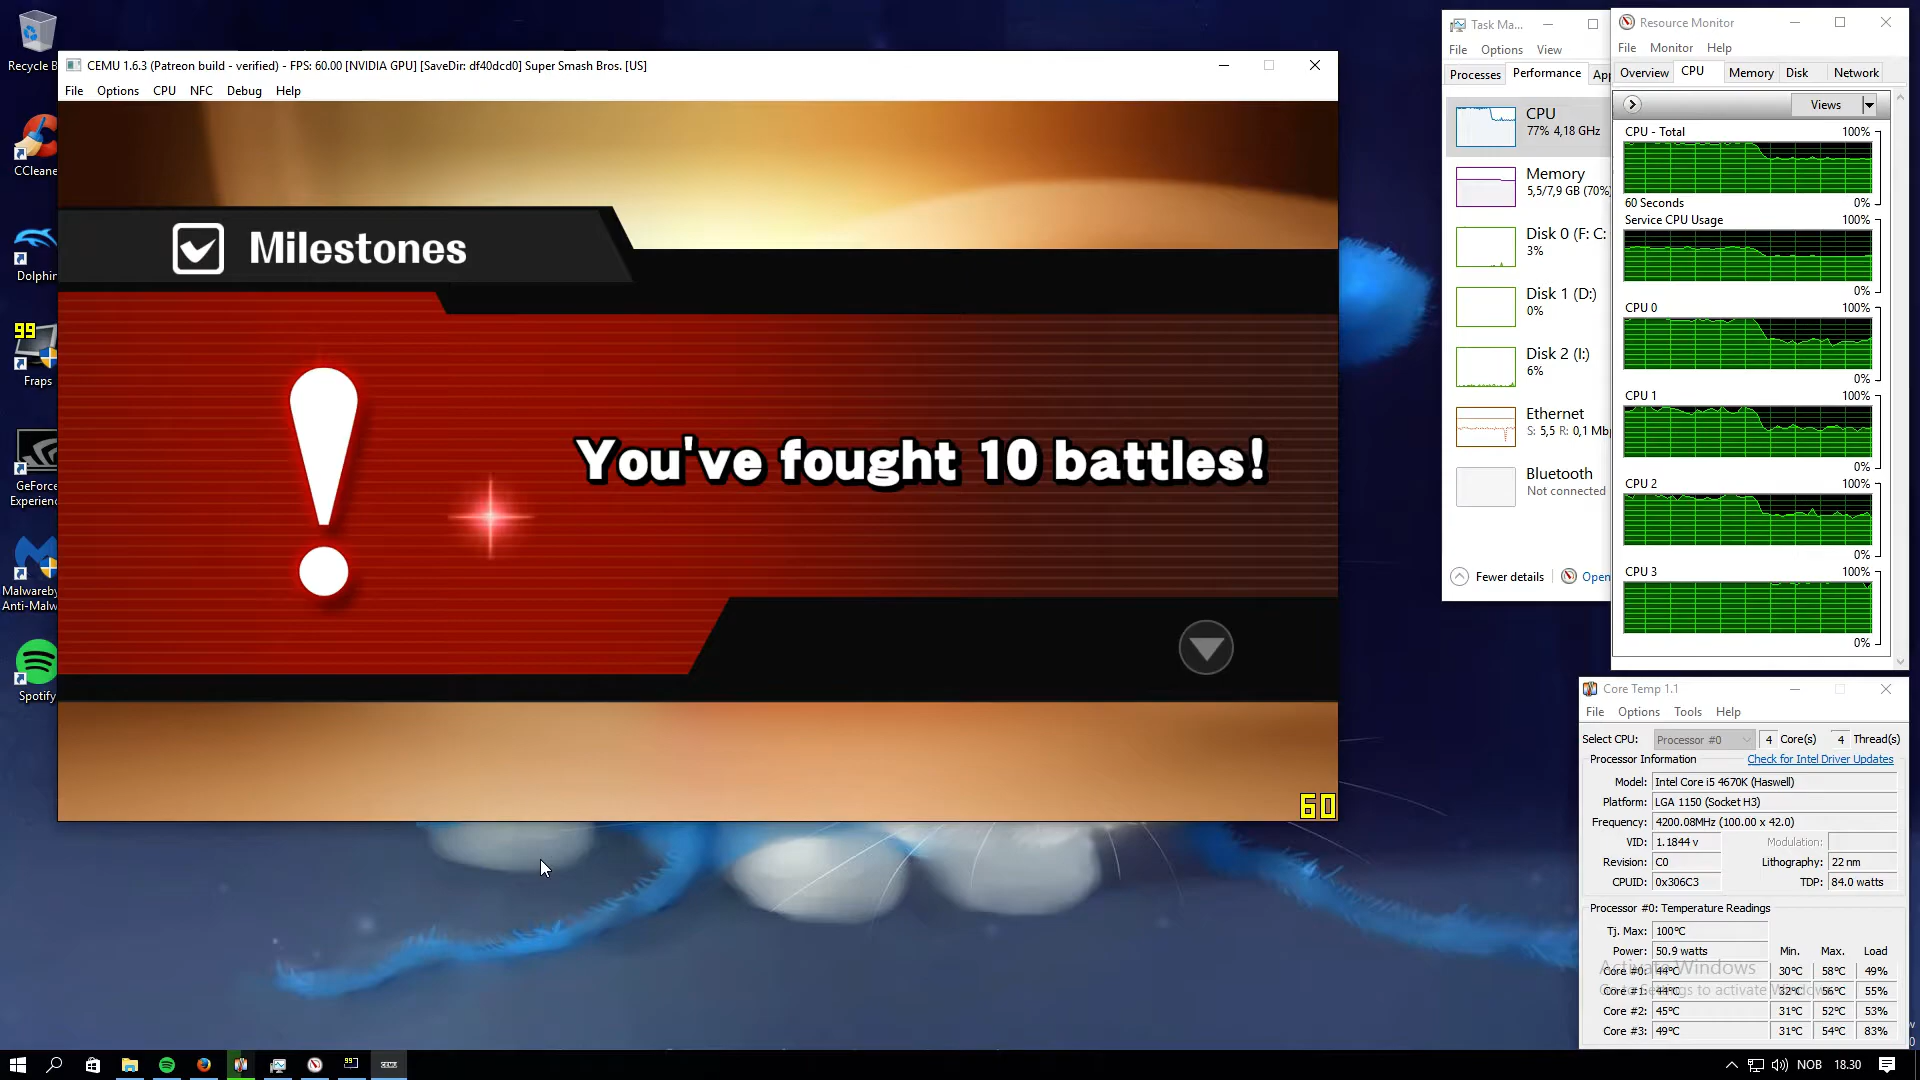 Recycle B
CCleane
Dolphin
99
Fraps
GeForce
Experienc
Malwareby
Anti-Malw
Spotify
CEMU 1.6.3 (Patreon build - verified) - FPS: 60.00 [NVIDIA GPU] [SaveDir: df40dcd0] Super Smash Bros. [US]
File Options CPU NFC Debug Help
Milestones
You've fought 10 battles!
60
Task Ma...
File Options View
Processes Performance Ap
CPU
77% 4,18 GHz
Memory
5,5/7,9 GB (70%)
Disk 0 (F: C:
3%
Disk 1 (D:)
0%
Disk 2 (I:)
6%
Ethernet
S: 5,5 R: 0,1 Mb
Bluetooth
Not connected
Fewer details Open
Resource Monitor
File Monitor Help
Overview CPU Memory Disk Network
Views
CPU - Total 100%
60 Seconds 0%
Service CPU Usage 100%
0%
CPU 0 100%
0%
CPU 1 100%
0%
CPU 2 100%
0%
CPU 3 100%
0%
Core Temp 1.1
File Options Tools Help
Select CPU: Processor #0 4 Core(s) 4 Thread(s)
Processor Information Check for Intel Driver Updates
Model: Intel Core i5 4670K (Haswell)
Platform: LGA 1150 (Socket H3)
Frequency: 4200.08MHz (100.00 x 42.0)
VID: 1.1844 v Modulation:
Revision: C0 Lithography: 22 nm
CPUID: 0x306C3 TDP: 84.0 watts
Processor #0: Temperature Readings
Tj. Max: 100°C
Power: 50.9 watts Min. Max. Load
Activate Windows
Core #0: 44°C 30°C 58°C 49%
Go to Settings to activate Windows
Core #1: 44°C 32°C 56°C 55%
Core #2: 45°C 31°C 52°C 53%
Core #3: 49°C 31°C 54°C 83%
99
CEMU
NOB 18.30